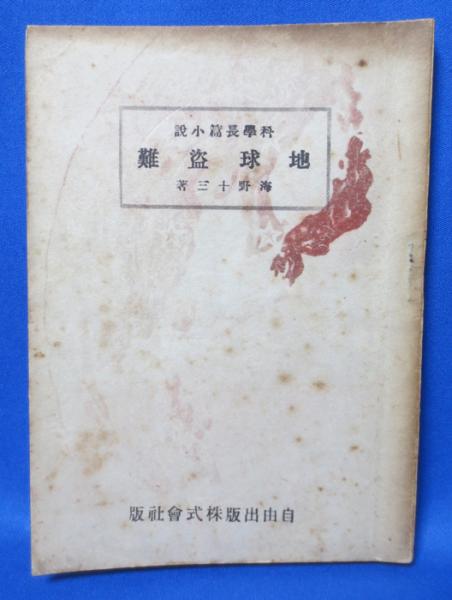 科學長篇小說
地球盜難
海野十三著
自由出版株式會社版